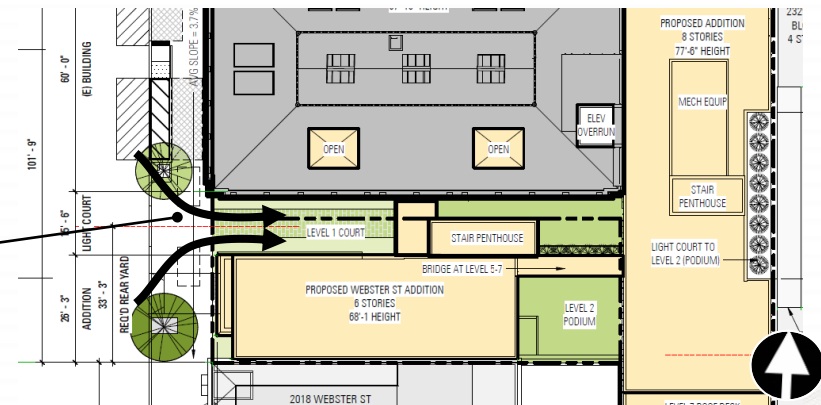 PROPOSED ADDITION
8 STORIES
77'-6" HEIGHT
232
4 S
AVG SLOPE = 3.7%
60' - 0"
(E) BUILDING
101' - 9"
MECH EQUIP
ELEV
OVERRUN
OPEN
OPEN
STAIR
PENTHOUSE
LIGHT COURT
LEVEL 1 COURT
STAIR PENTHOUSE
LIGHT COURT TO
LEVEL 2 (PODIUM)
BRIDGE AT LEVEL 5-7
26' - 3"
ADDITION
33' - 3"
REQ'D REAR YARD
PROPOSED WEBSTER ST ADDITION
6 STORIES
68'-1 HEIGHT
LEVEL 2
PODIUM
2018 WEBSTER ST